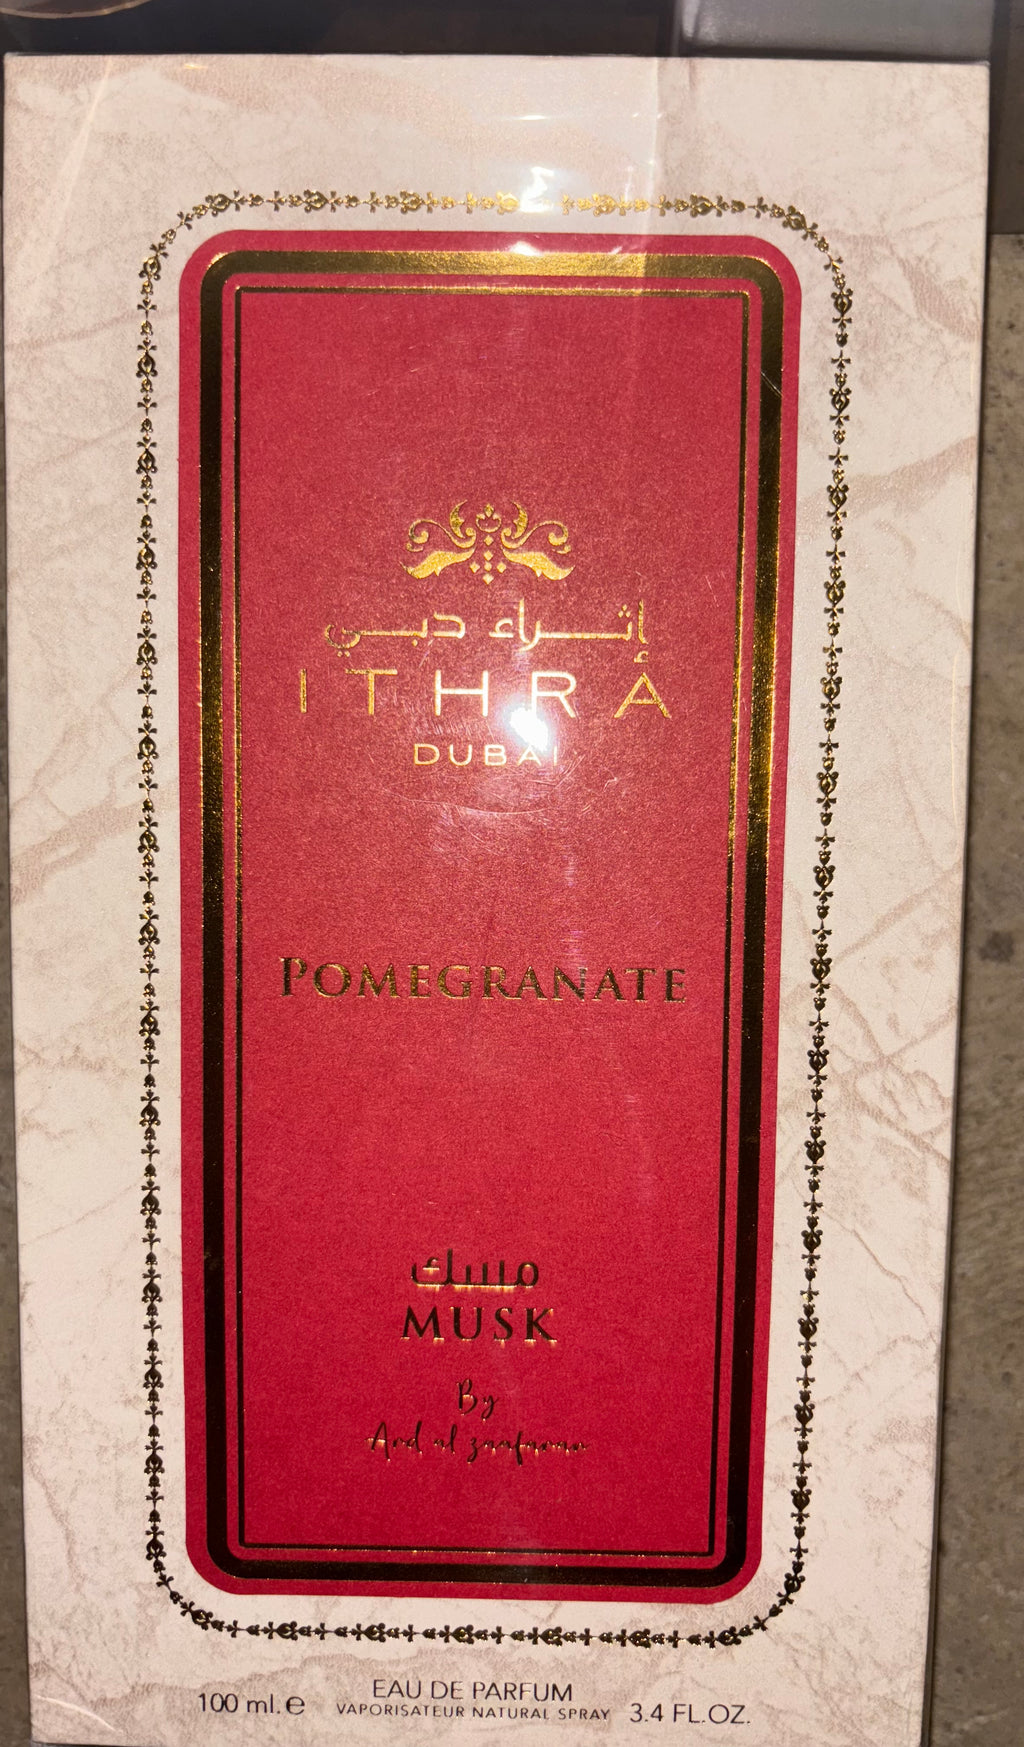 إثراء دبي
ITHRA
DUBAI
POMEGRANATE
مسك
MUSK
By
Ard al zaafaran
100 ml. e
EAU DE PARFUM
VAPORISATEUR NATURAL SPRAY
3.4 FL.OZ.